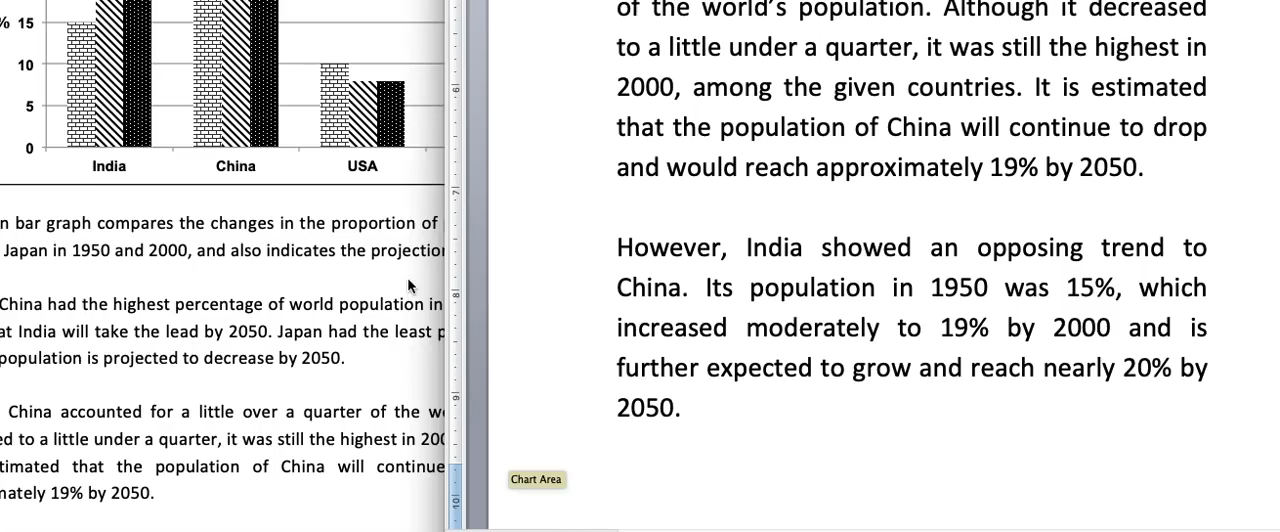 % 15
10
5
0
India China USA
n bar graph compares the changes in the proportion of
Japan in 1950 and 2000, and also indicates the projection
China had the highest percentage of world population in
at India will take the lead by 2050. Japan had the least p
population is projected to decrease by 2050.
China accounted for a little over a quarter of the w
ed to a little under a quarter, it was still the highest in 200
timated that the population of China will continue
mately 19% by 2050.
6
7
8
9
10
of the world's population. Although it decreased
to a little under a quarter, it was still the highest in
2000, among the given countries. It is estimated
that the population of China will continue to drop
and would reach approximately 19% by 2050.
However, India showed an opposing trend to
China. Its population in 1950 was 15%, which
increased moderately to 19% by 2000 and is
further expected to grow and reach nearly 20% by
2050.
Chart Area